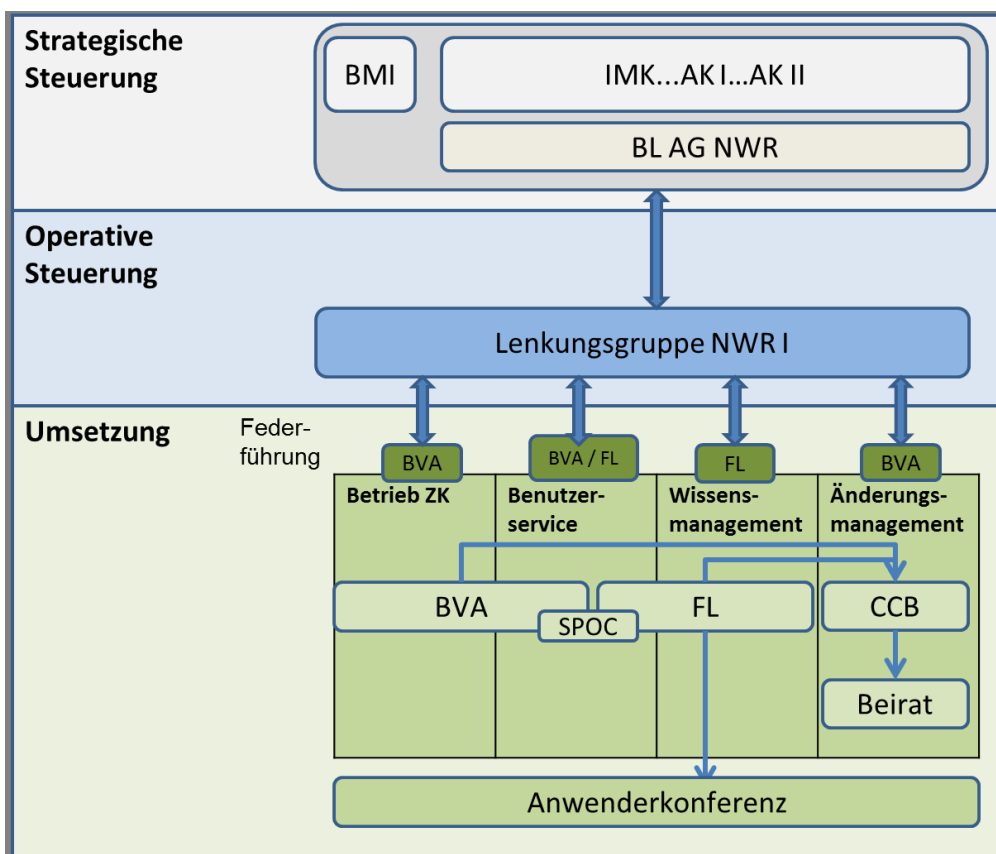 Strategische
Steuerung
BMI
IMK...AK I...AK II
BL AG NWR
Operative
Steuerung
Lenkungsgruppe NWR I
Umsetzung
Feder-
führung
BVA
BVA / FL
FL
BVA
Betrieb ZK
Benutzer-
service
Wissens-
management
Änderungs-
management
BVA
SPOC
FL
CCB
Beirat
Anwenderkonferenz